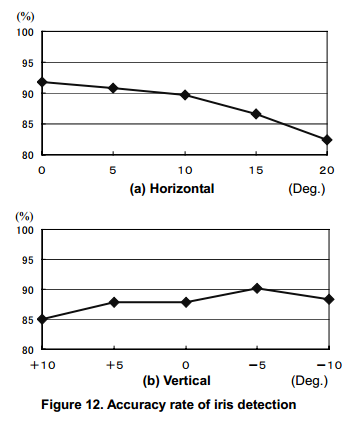 (%)
100
95
90
85
80
0 5 10 15 20
(a) Horizontal (Deg.)
(%)
100
95
90
85
80
+10 +5 0 −5 −10
(b) Vertical (Deg.)
Figure 12. Accuracy rate of iris detection